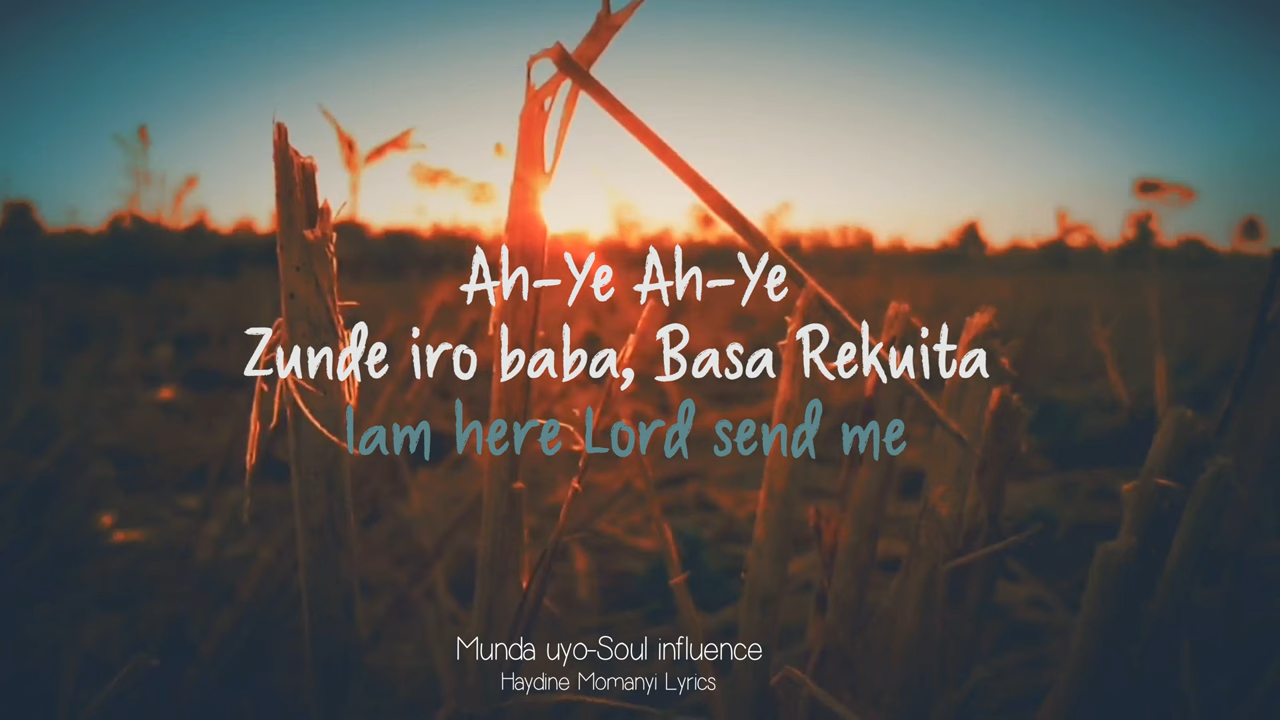 Ah-Ye Ah-Ye
Zunde iro baba, Basa Rekuita
Iam here Lord send me
Munda uyo-Soul influence
Haydine Momanyi Lyrics